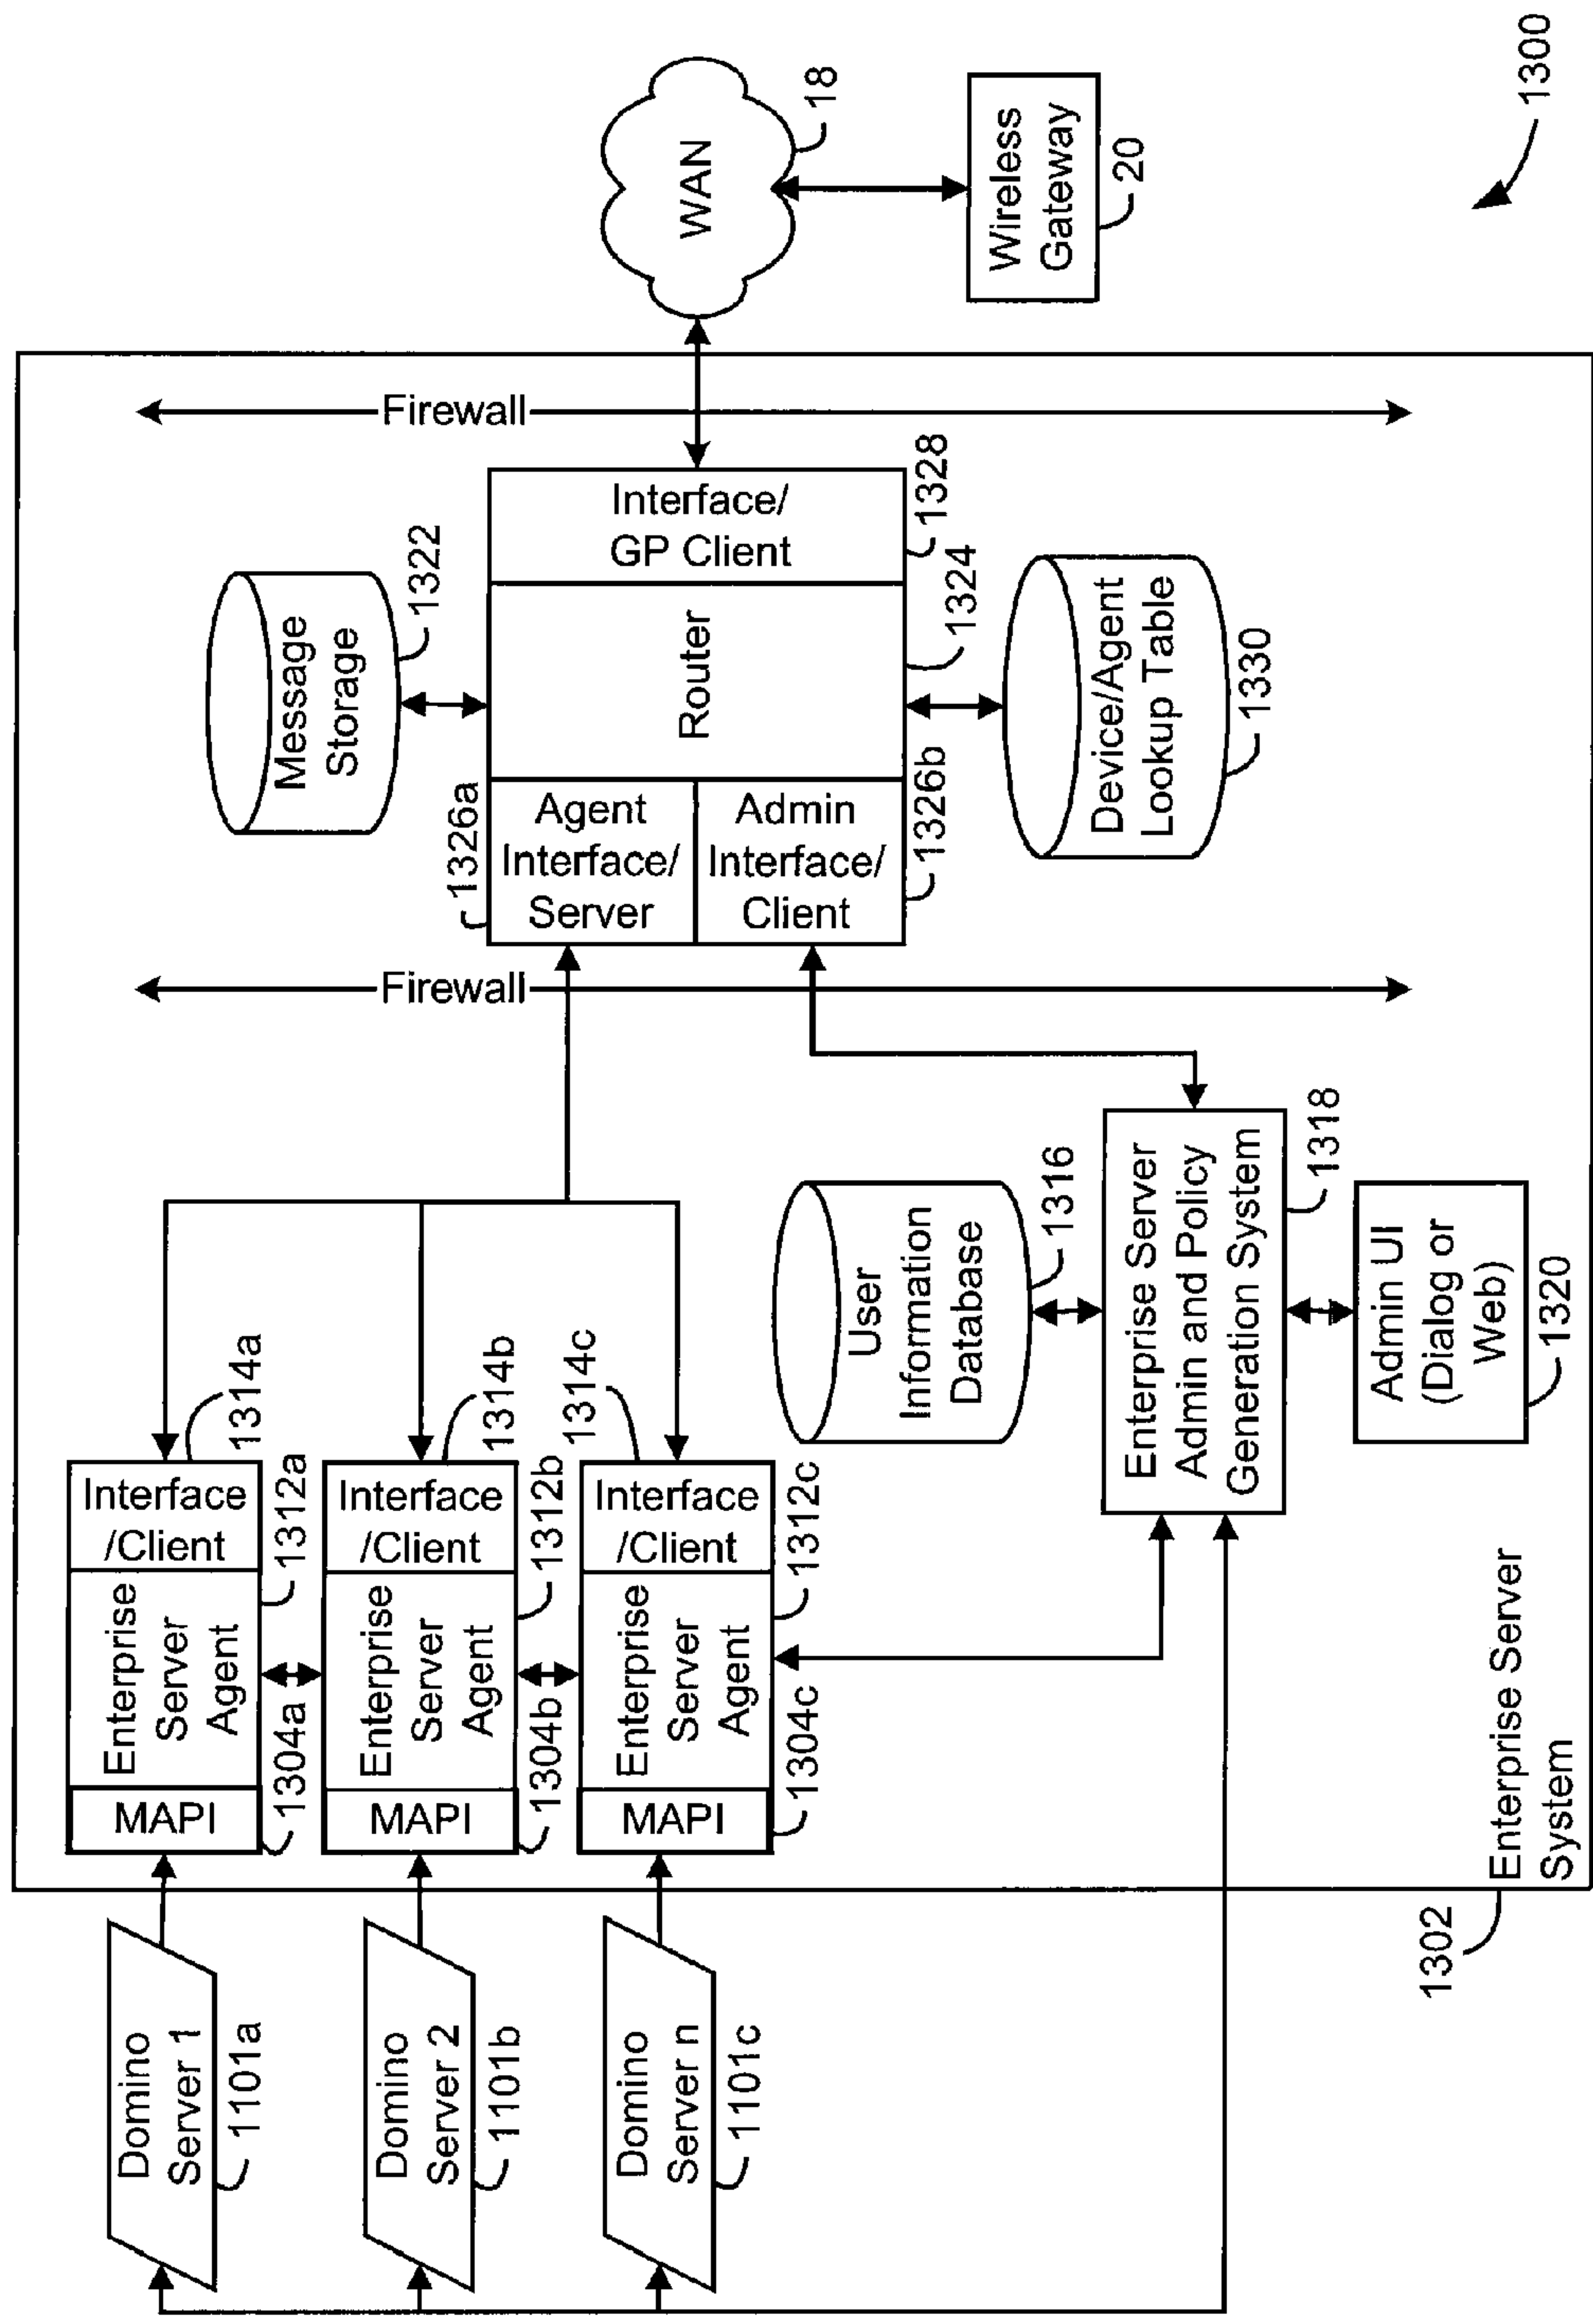 Domino
Server 1
1101a
Domino
Server 2
1101b
Domino
Server n
1101c
MAPI
1304a
Enterprise
Server
Agent
1312a
Interface
/Client
1314a
MAPI
1304b
Enterprise
Server
Agent
1312b
Interface
/Client
1314b
MAPI
1304c
Enterprise
Server
Agent
1312c
Interface
/Client
1314c
User
Information
Database
1316
Enterprise Server
Admin and Policy
Generation System
1318
Admin UI
(Dialog or
Web)
1320
Firewall
1326a
Agent
Interface/
Server
Admin
Interface/
Client
1326b
Message
Storage
1322
Router
1324
Interface/
GP Client
1328
Device/Agent
Lookup Table
1330
Firewall
WAN
18
Wireless
Gateway
20
1302
Enterprise Server
System
1300